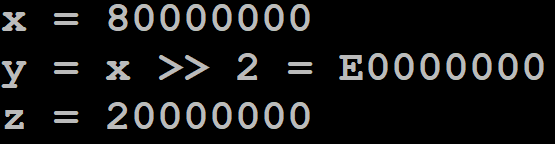 x = 80000000
y = x >> 2 = E0000000
z = 20000000